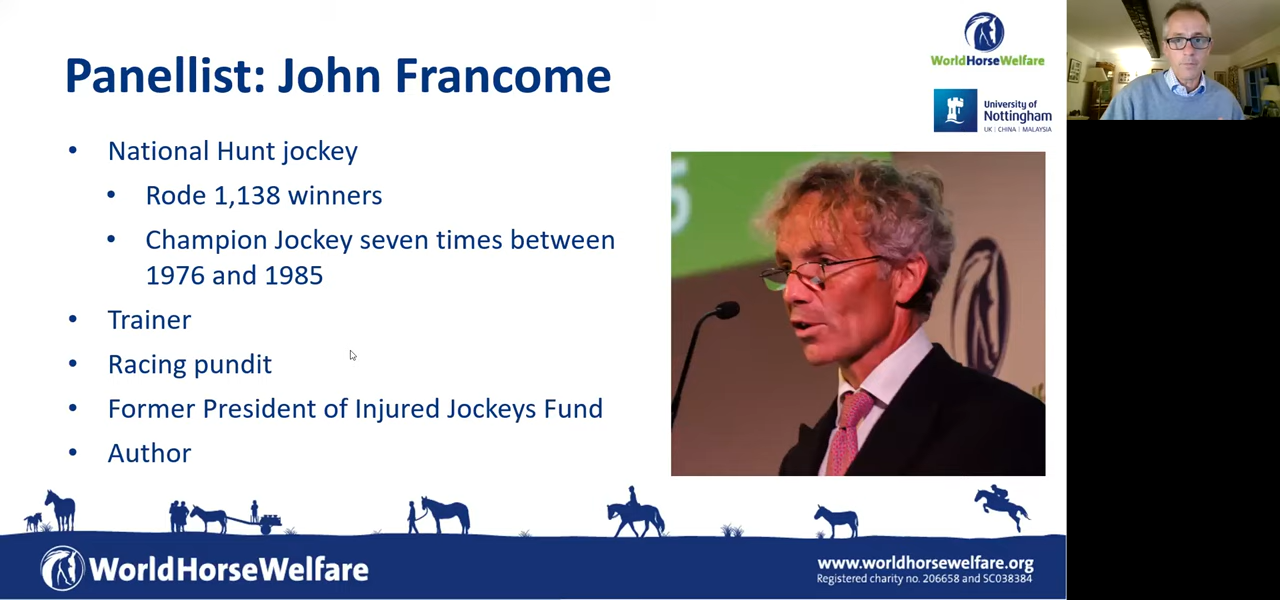 Panellist: John Francome
WorldHorseWelfare
University of
Nottingham
UK | CHINA | MALAYSIA
• National Hunt jockey
• Rode 1,138 winners
• Champion Jockey seven times between
1976 and 1985
• Trainer
• Racing pundit
• Former President of Injured Jockeys Fund
• Author
6
WorldHorseWelfare
www.worldhorsewelfare.org
Registered charity no. 206658 and SC038384